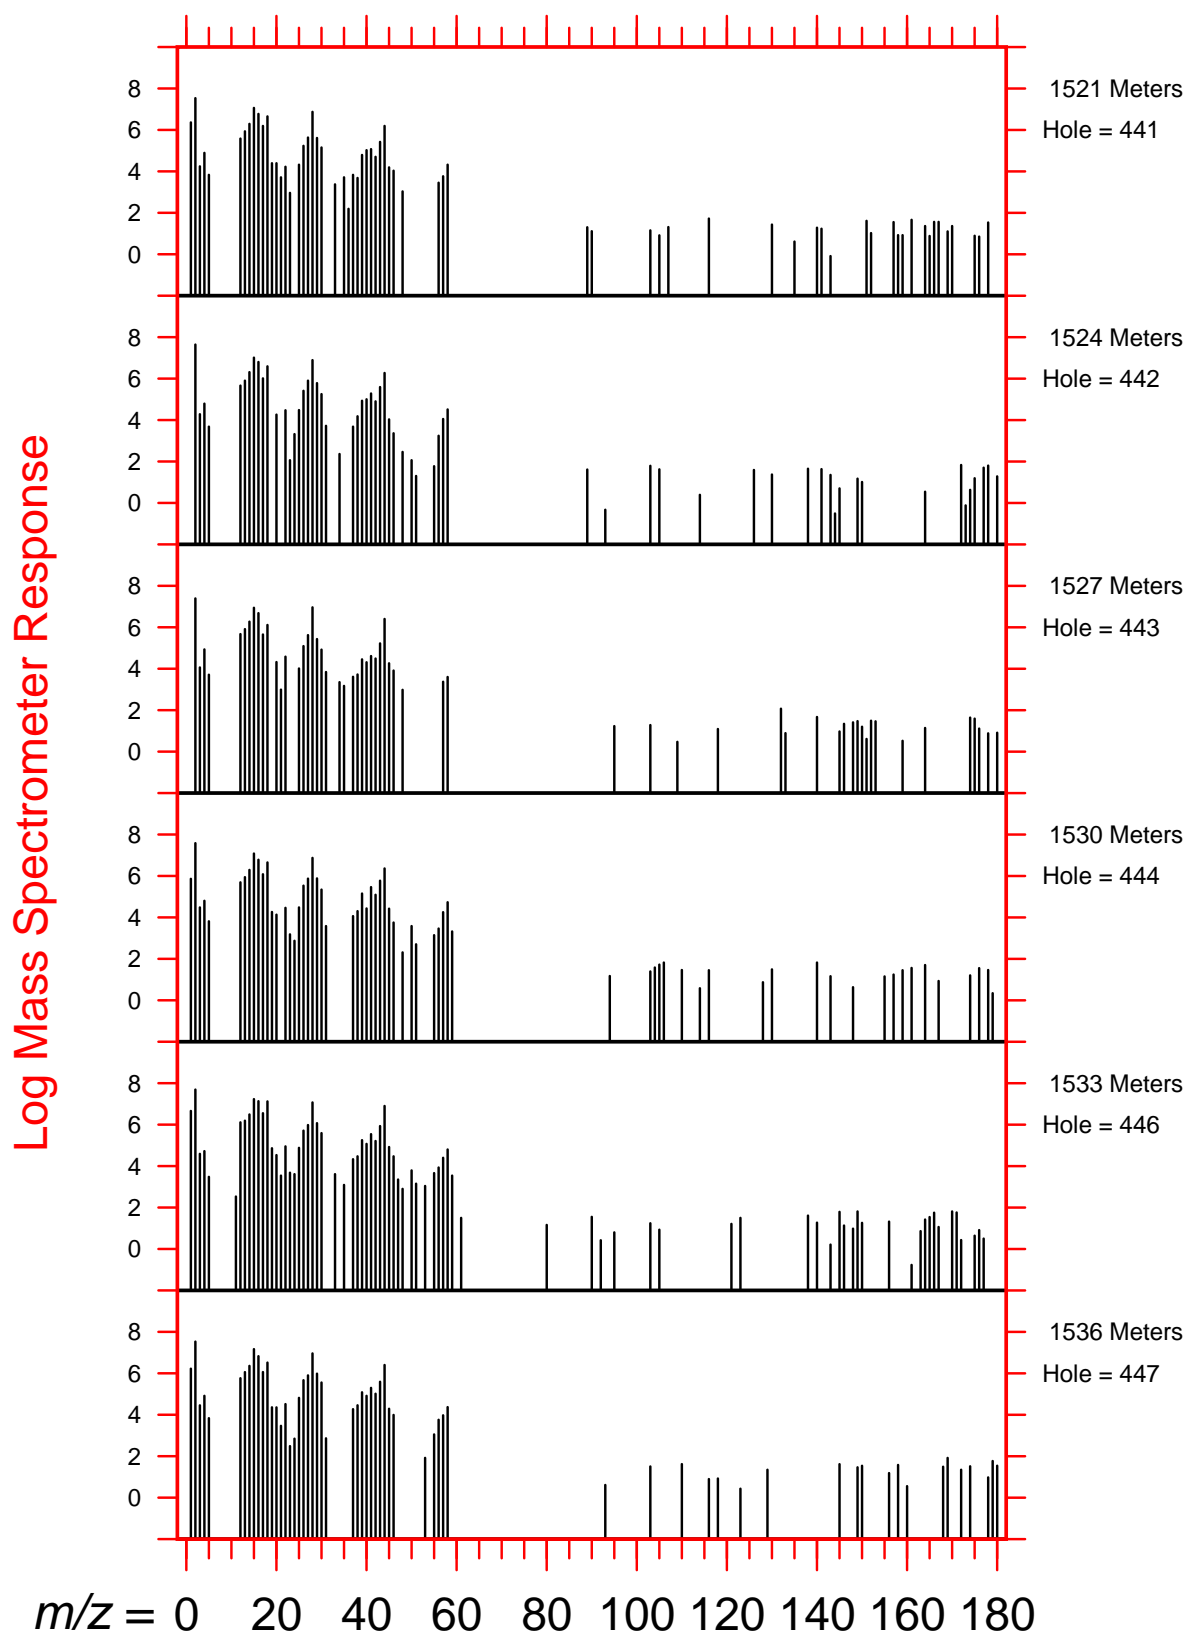 Log Mass Spectrometer Response
8
6
4
2
0
1521 Meters
Hole = 441
8
6
4
2
0
1524 Meters
Hole = 442
8
6
4
2
0
1527 Meters
Hole = 443
8
6
4
2
0
1530 Meters
Hole = 444
8
6
4
2
0
1533 Meters
Hole = 446
8
6
4
2
0
1536 Meters
Hole = 447
m/z = 0 20 40 60 80 100 120 140 160 180